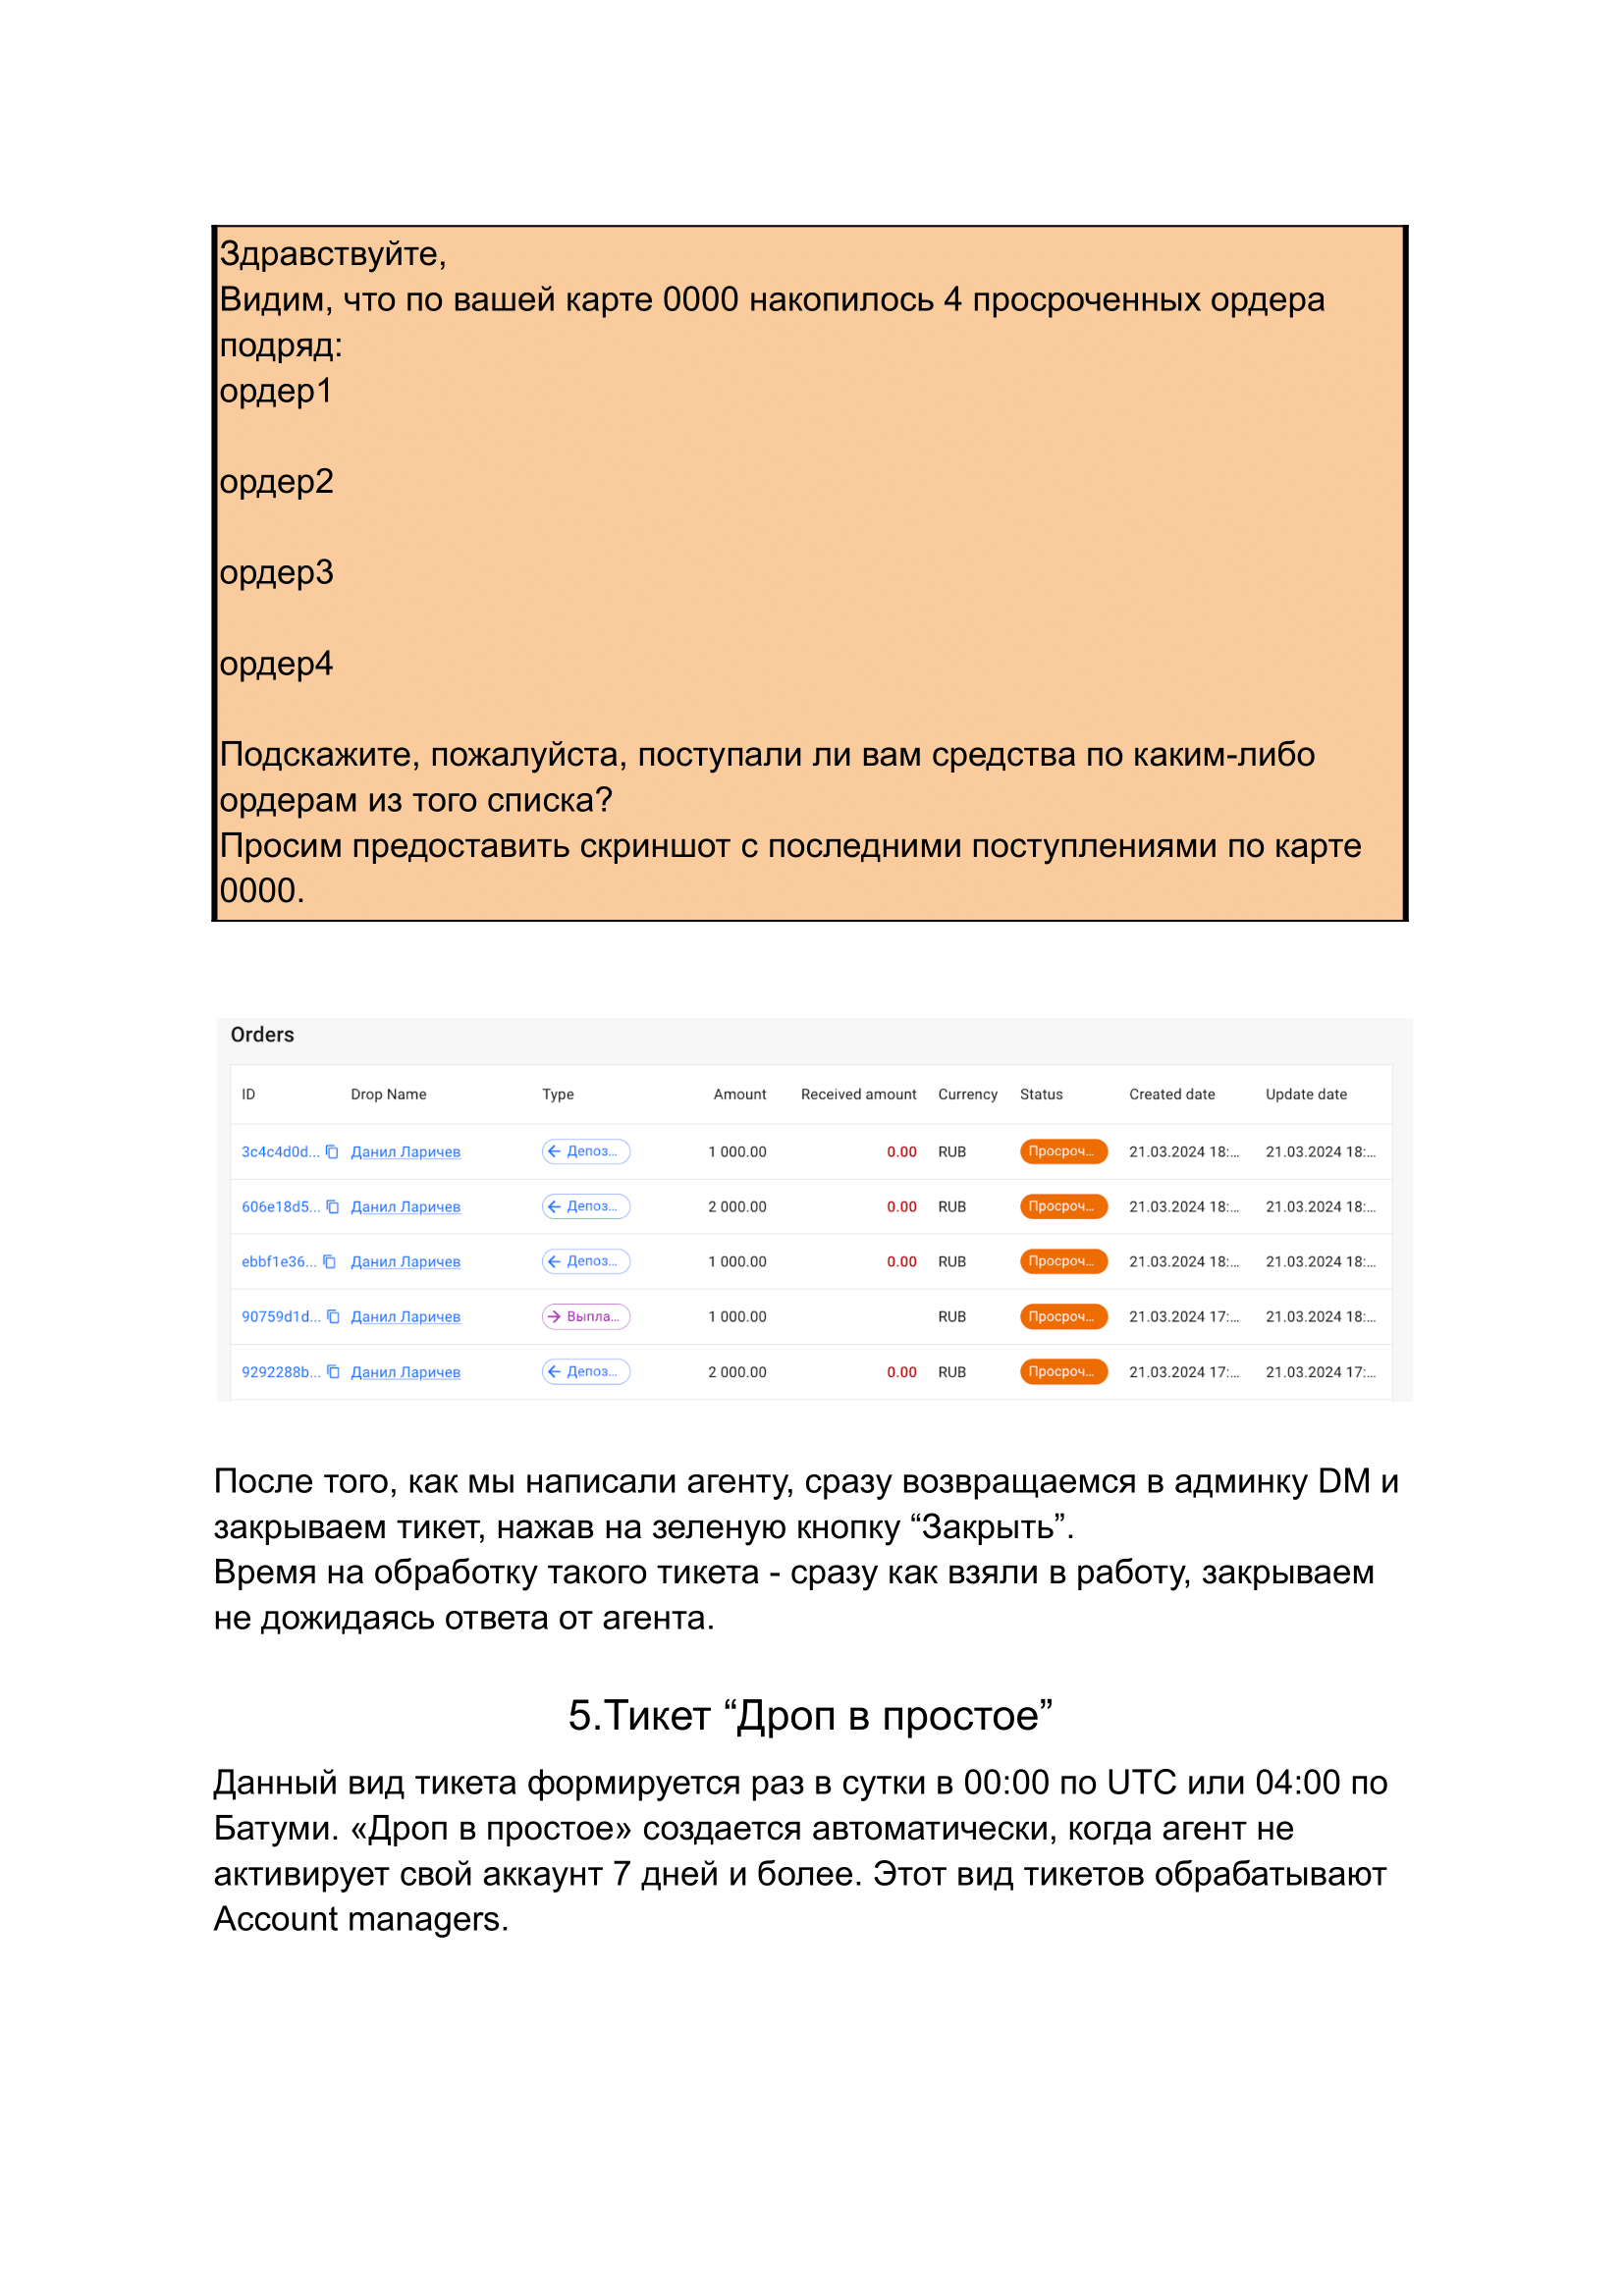 Здравствуйте,
Видим, что по вашей карте 0000 накопилось 4 просроченных ордера
подряд:
ордер1
ордер2
ордер3
ордер4
Подскажите, пожалуйста, поступали ли вам средства по каким-либо
ордерам из того списка?
Просим предоставить скриншот с последними поступлениями по карте
0000.
Orders
ID Drop Name Type Amount Received amount Currency Status Created date Update date
3c4c4d0d... Данил Ларичев Депоз... 1 000.00 0.00 RUB Просроч... 21.03.2024 18:... 21.03.2024 18:...
606e18d5... Данил Ларичев Депоз... 2 000.00 0.00 RUB Просроч... 21.03.2024 18:... 21.03.2024 18:...
ebbf1e36... Данил Ларичев Депоз... 1 000.00 0.00 RUB Просроч... 21.03.2024 18:... 21.03.2024 18:...
90759d1d... Данил Ларичев Выпла... 1 000.00 RUB Просроч... 21.03.2024 17:... 21.03.2024 18:...
9292288b... Данил Ларичев Депоз... 2 000.00 0.00 RUB Просроч... 21.03.2024 17:... 21.03.2024 17:...
После того, как мы написали агенту, сразу возвращаемся в админку DM и
закрываем тикет, нажав на зеленую кнопку “Закрыть”.
Время на обработку такого тикета - сразу как взяли в работу, закрываем
не дожидаясь ответа от агента.
5.Тикет “Дроп в простое”
Данный вид тикета формируется раз в сутки в 00:00 по UTC или 04:00 по
Батуми. «Дроп в простое» создается автоматически, когда агент не
активирует свой аккаунт 7 дней и более. Этот вид тикетов обрабатывают
Account managers.